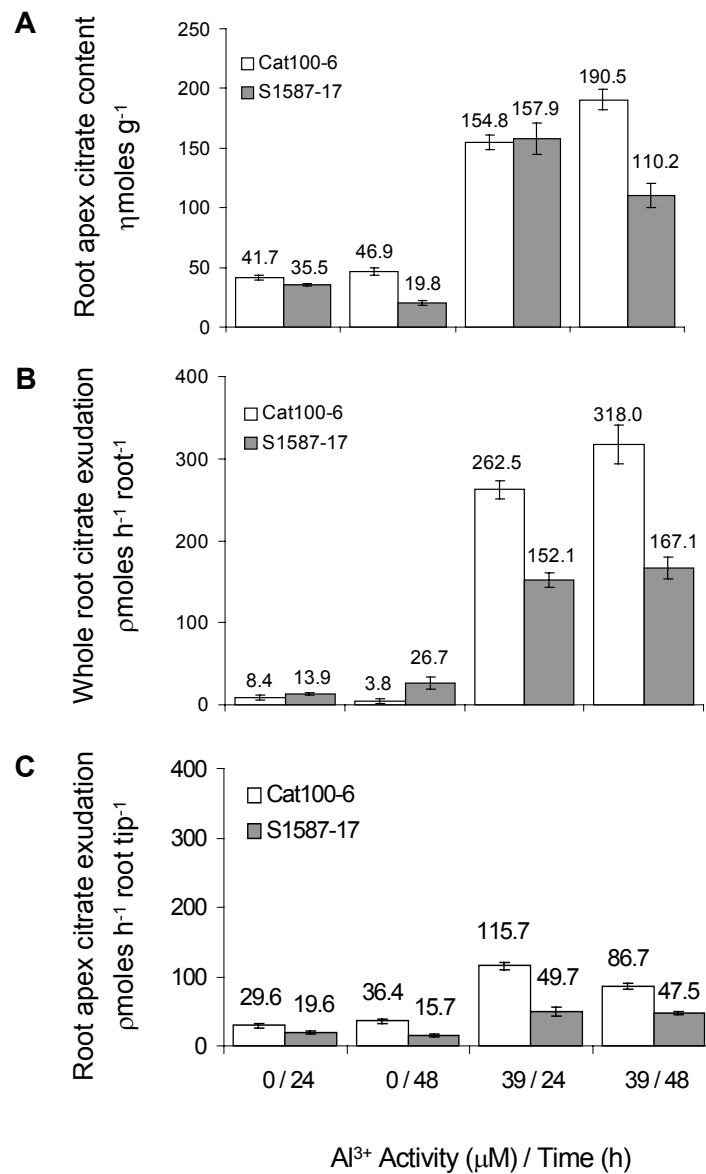 A
Root apex citrate content
ηmoles g⁻¹
250
200
150
100
50
0
Cat100-6
S1587-17
41.7
35.5
46.9
19.8
154.8
157.9
190.5
110.2
B
Whole root citrate exudation
ρmoles h⁻¹ root⁻¹
400
300
200
100
0
Cat100-6
S1587-17
8.4
13.9
3.8
26.7
262.5
152.1
318.0
167.1
C
Root apex citrate exudation
ρmoles h⁻¹ root tip⁻¹
400
300
200
100
0
Cat100-6
S1587-17
29.6
19.6
36.4
15.7
115.7
49.7
86.7
47.5
0 / 24
0 / 48
39 / 24
39 / 48
Al³⁺ Activity (μM) / Time (h)